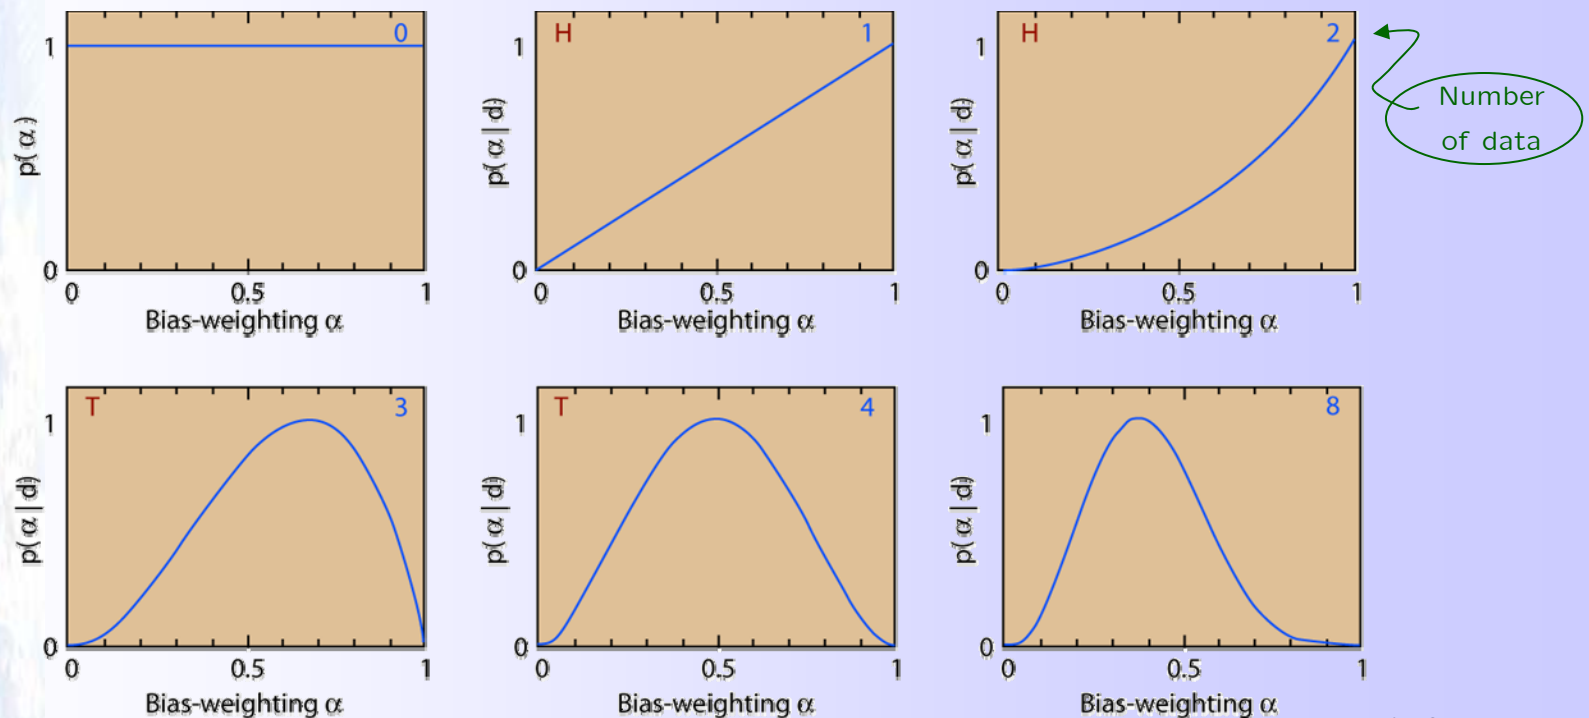 0
1
p( α )
0
0
0.5
1
Bias-weighting α
H
1
1
p( α | d)
0
0
0.5
1
Bias-weighting α
H
2
1
p( α | d)
0
0
0.5
1
Bias-weighting α
Number
of data
T
3
1
p( α | d)
0
0
0.5
1
Bias-weighting α
T
4
1
p( α | d)
0
0
0.5
1
Bias-weighting α
8
1
p( α | d)
0
0
0.5
1
Bias-weighting α